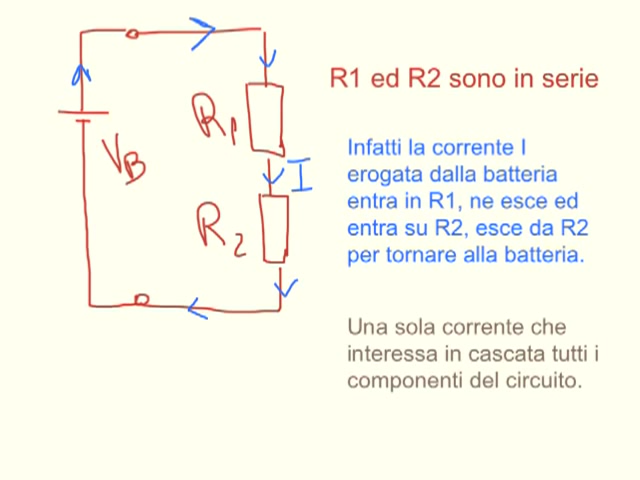 R1 ed R2 sono in serie
R1
VB
Infatti la corrente I
erogata dalla batteria
entra in R1, ne esce ed
entra su R2, esce da R2
per tornare alla batteria.
I
R2
Una sola corrente che
interessa in cascata tutti i
componenti del circuito.